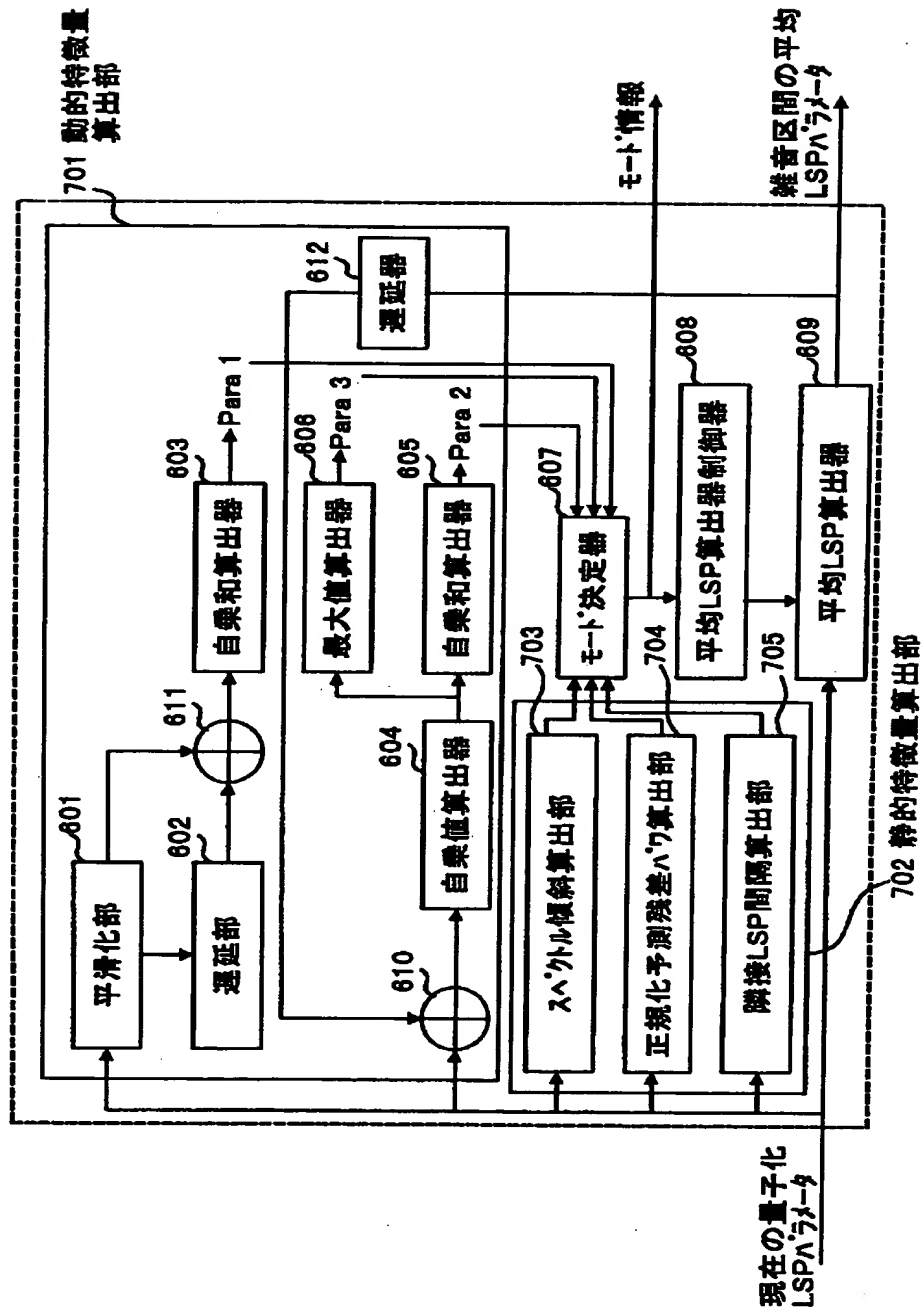 701 動的特徴量
算出部
601
平滑化部
602
遅延部
611
603
自乗和算出器
Para 1
612
遅延器
606
最大値算出器
Para 3
605
自乗和算出器
Para 2
604
自乗値算出器
610
607
モード決定器
モード情報
703
スペクトル傾斜算出部
704
正規化予測残差パワ算出部
705
隣接LSP間隔算出部
702 静的特徴量算出部
608
平均LSP算出器制御器
609
平均LSP算出器
雑音区間の平均
LSPパラメータ
現在の量子化
LSPパラメータ